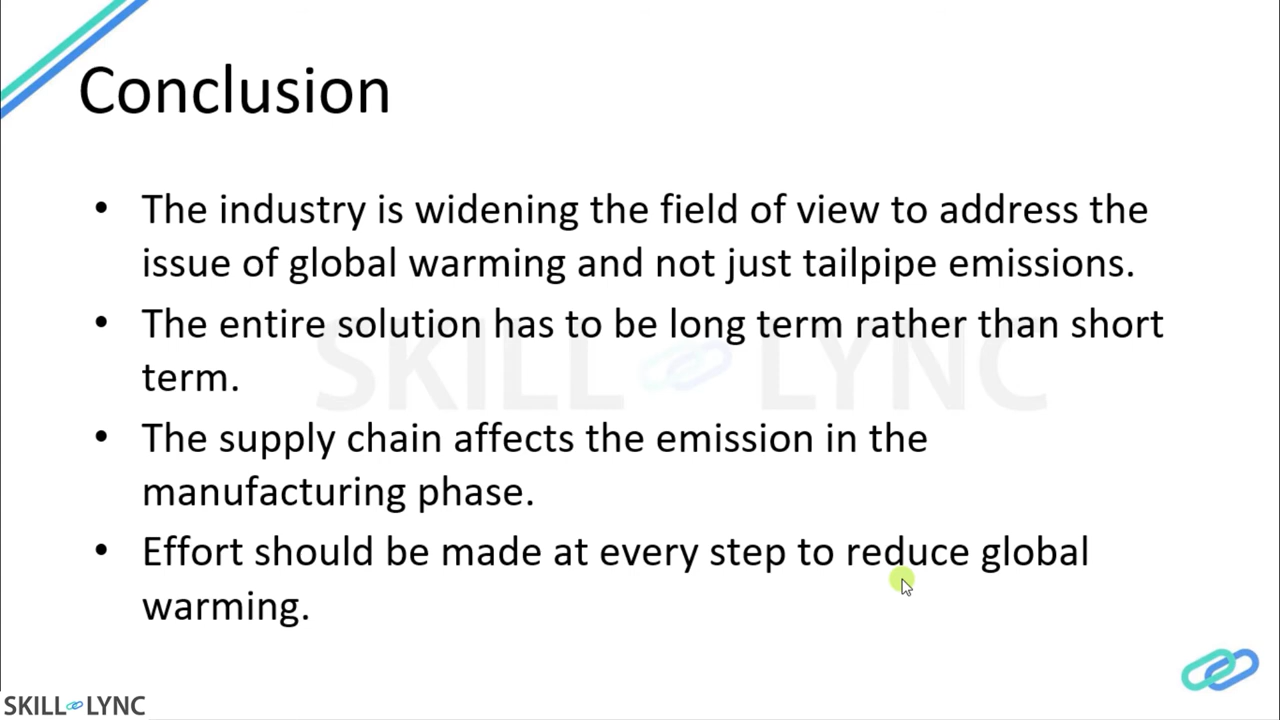 Conclusion
• The industry is widening the field of view to address the
issue of global warming and not just tailpipe emissions.
• The entire solution has to be long term rather than short
term.
SKILL LYNC
• The supply chain affects the emission in the
manufacturing phase.
• Effort should be made at every step to reduce global
warming.
SKILL LYNC